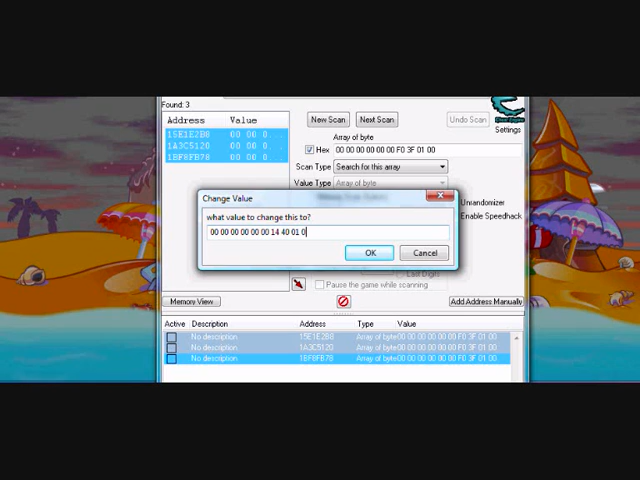 Found: 3
Address Value
15E1E2B8 00 00 0...
1A3C5120 00 00 0...
1BF8FB78 00 00 0...
New Scan Next Scan Undo Scan
Settings
Array of byte
Hex 00 00 00 00 00 00 F0 3F 01 00
Scan Type Search for this array
Value Type Array of byte
Change Value
what value to change this to?
00 00 00 00 00 00 14 40 01 0
OK Cancel
Unrandomizer
Enable Speedhack
Last Digits
Pause the game while scanning
Memory View Add Address Manually
Active Description Address Type Value
No description 15E1E2B8 Array of byte 00 00 00 00 00 00 F0 3F 01 00
No description 1A3C5120 Array of byte 00 00 00 00 00 00 F0 3F 01 00
No description 1BF8FB78 Array of byte 00 00 00 00 00 00 F0 3F 01 00